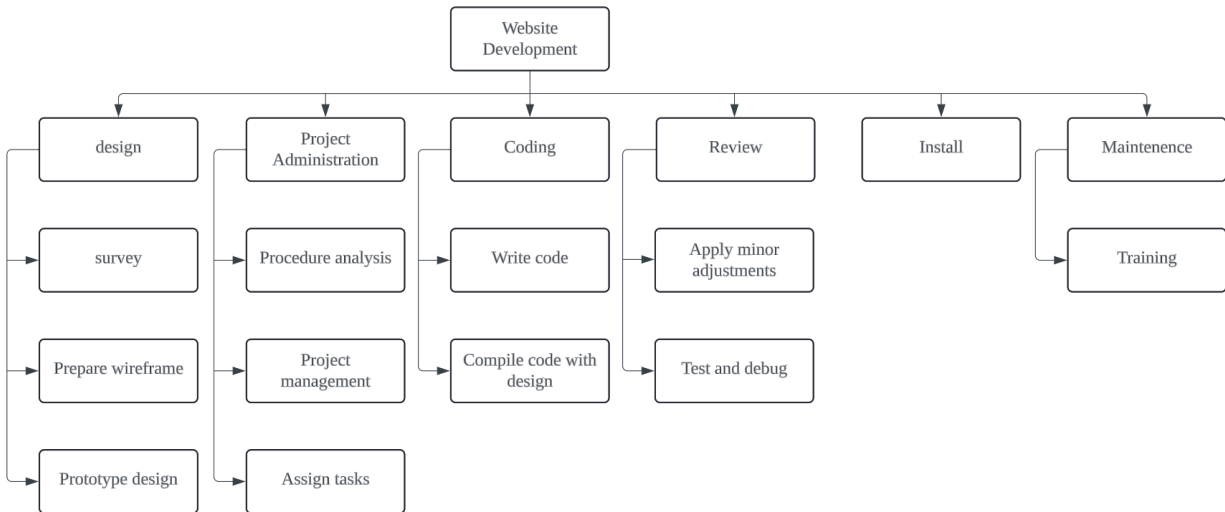 Website
Development
design
Project
Administration
Coding
Review
Install
Maintenence
survey
Procedure analysis
Write code
Apply minor
adjustments
Training
Prepare wireframe
Project
management
Compile code with
design
Test and debug
Prototype design
Assign tasks